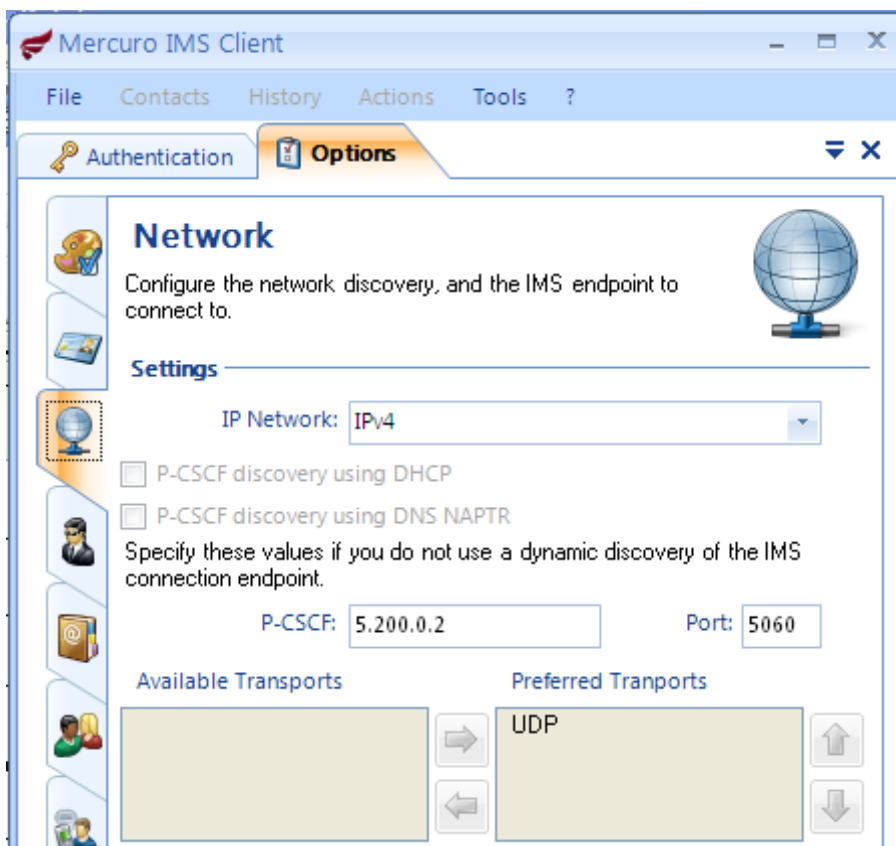 Mercuro IMS Client
File Contacts History Actions Tools ?
Authentication Options
Network
Configure the network discovery, and the IMS endpoint to
connect to.
Settings
IP Network: IPv4
P-CSCF discovery using DHCP
P-CSCF discovery using DNS NAPTR
Specify these values if you do not use a dynamic discovery of the IMS
connection endpoint.
P-CSCF: 5.200.0.2 Port: 5060
Available Transports Preferred Tranports
UDP